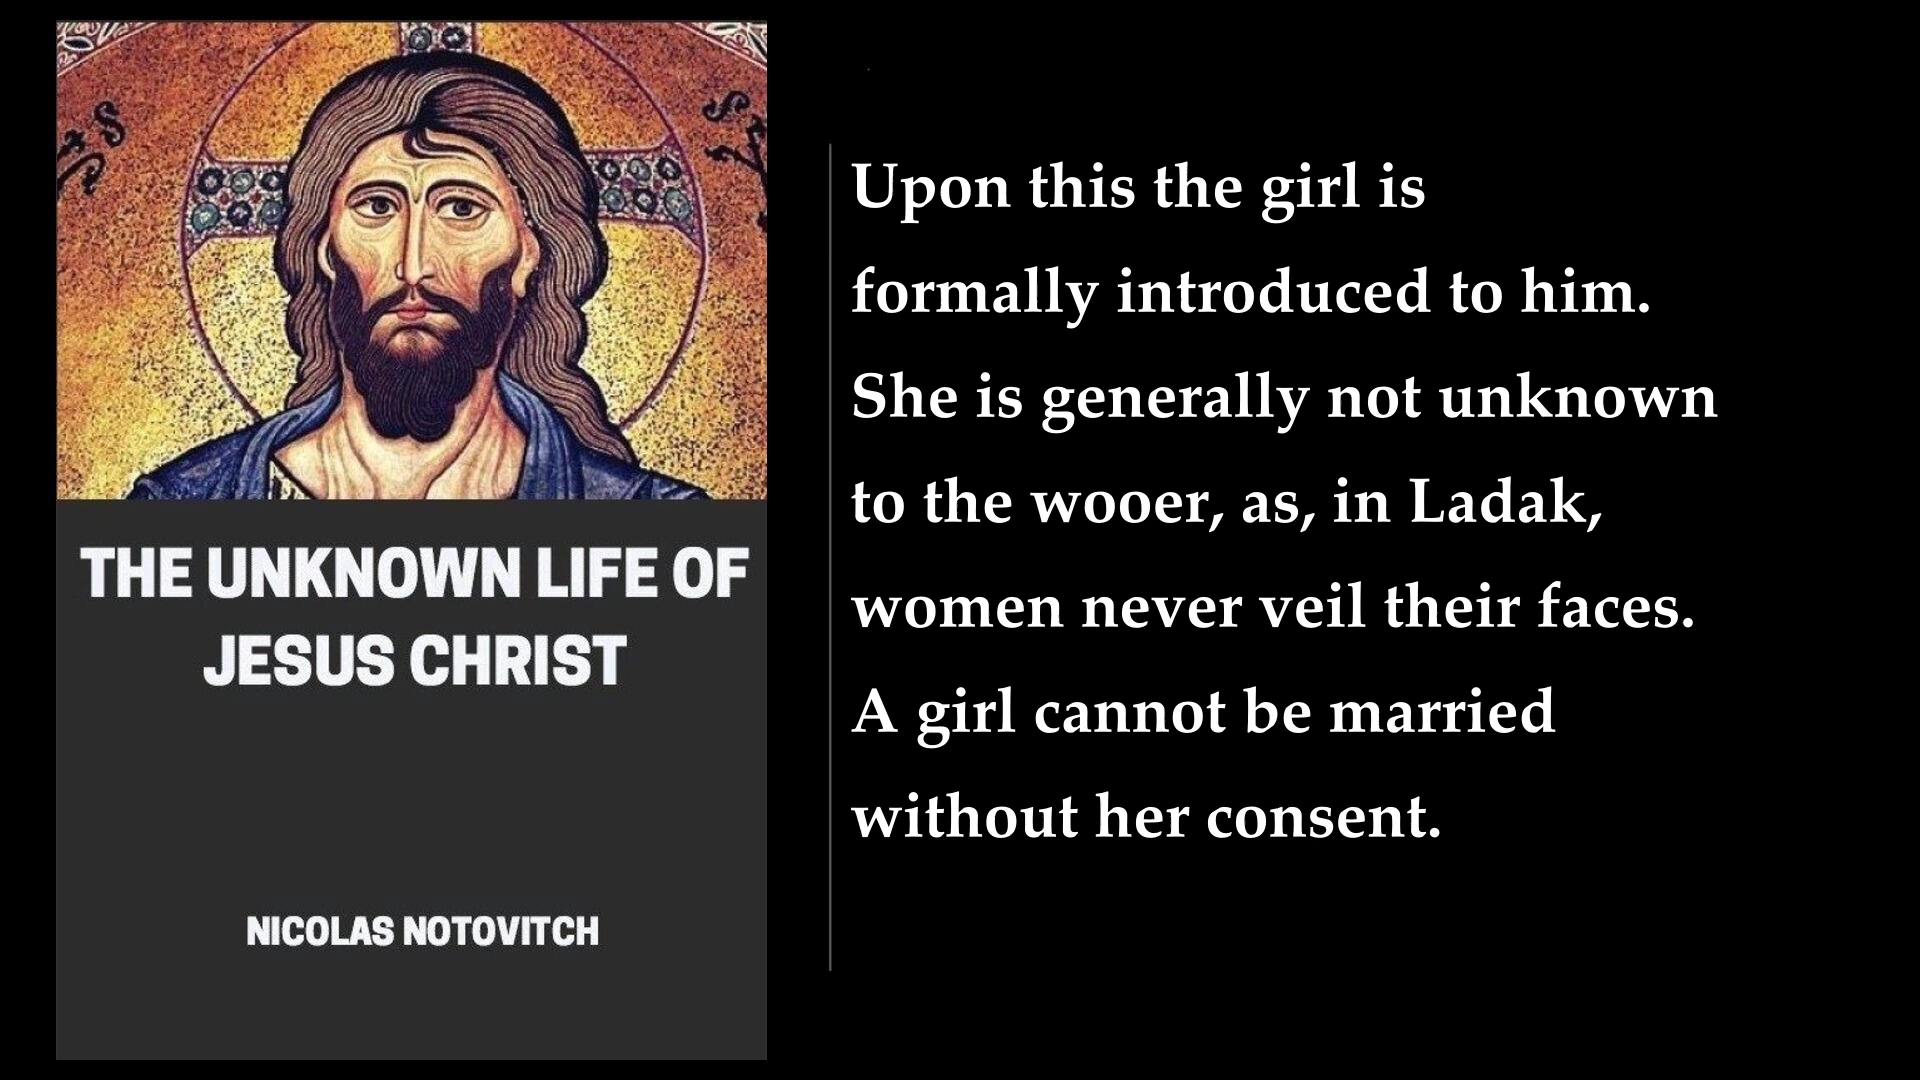 THE UNKNOWN LIFE OF
JESUS CHRIST
NICOLAS NOTOVITCH
Upon this the girl is
formally introduced to him.
She is generally not unknown
to the wooer, as, in Ladak,
women never veil their faces.
A girl cannot be married
without her consent.